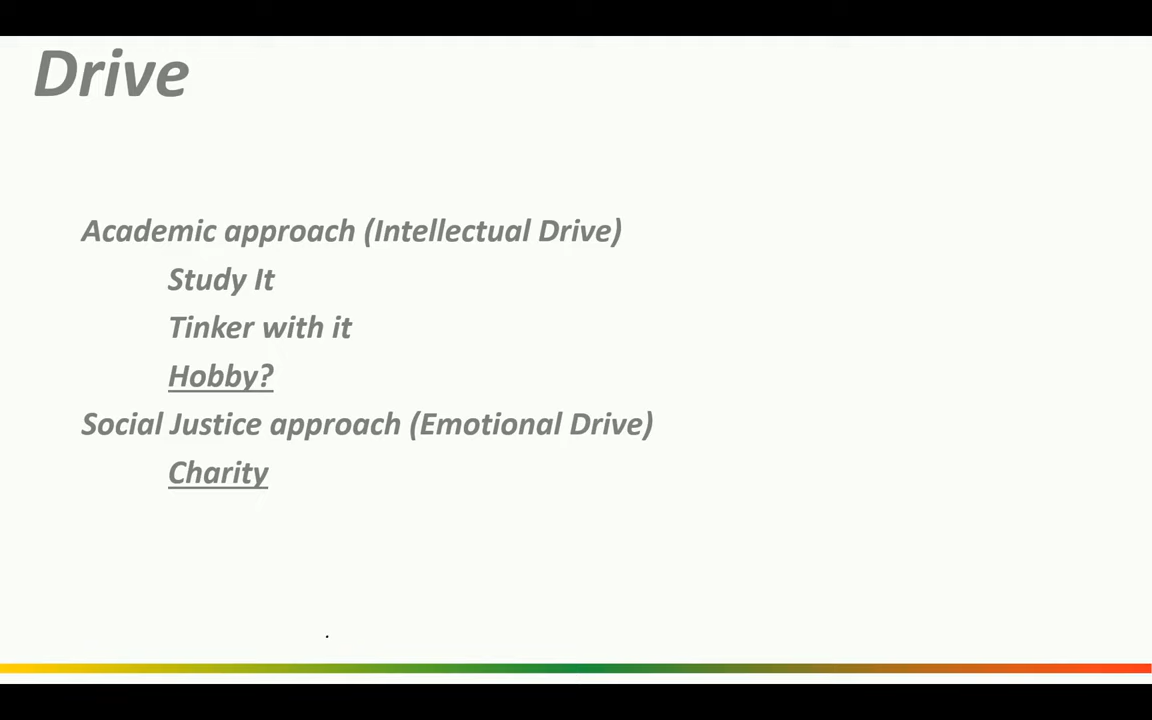 Drive
Academic approach (Intellectual Drive)
Study It
Tinker with it
Hobby?
Social Justice approach (Emotional Drive)
Charity
.